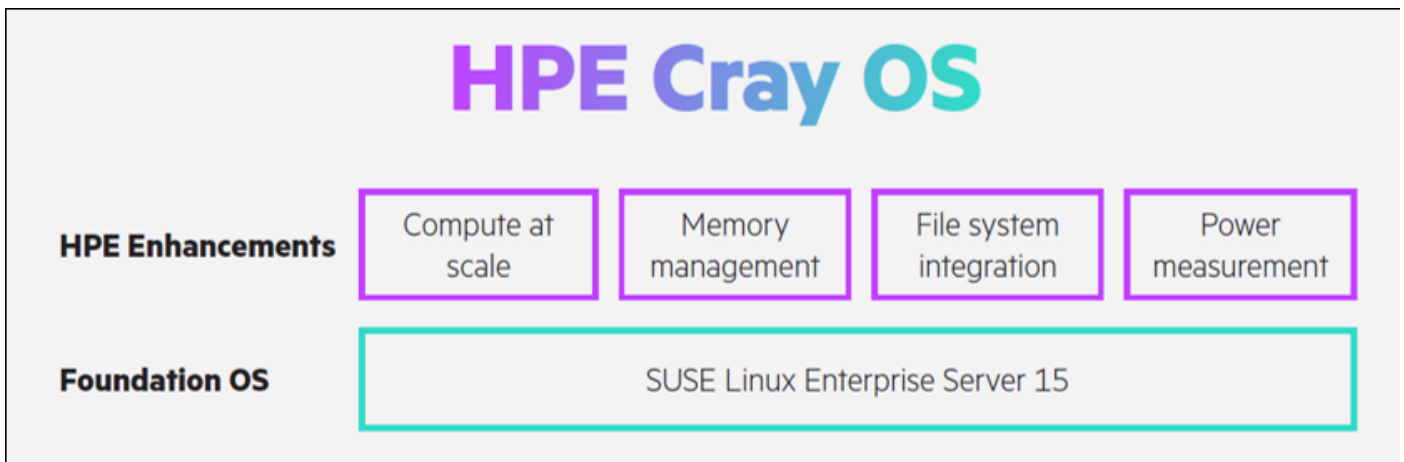 HPE Cray OS
HPE Enhancements
Compute at
scale
Memory
management
File system
integration
Power
measurement
Foundation OS
SUSE Linux Enterprise Server 15